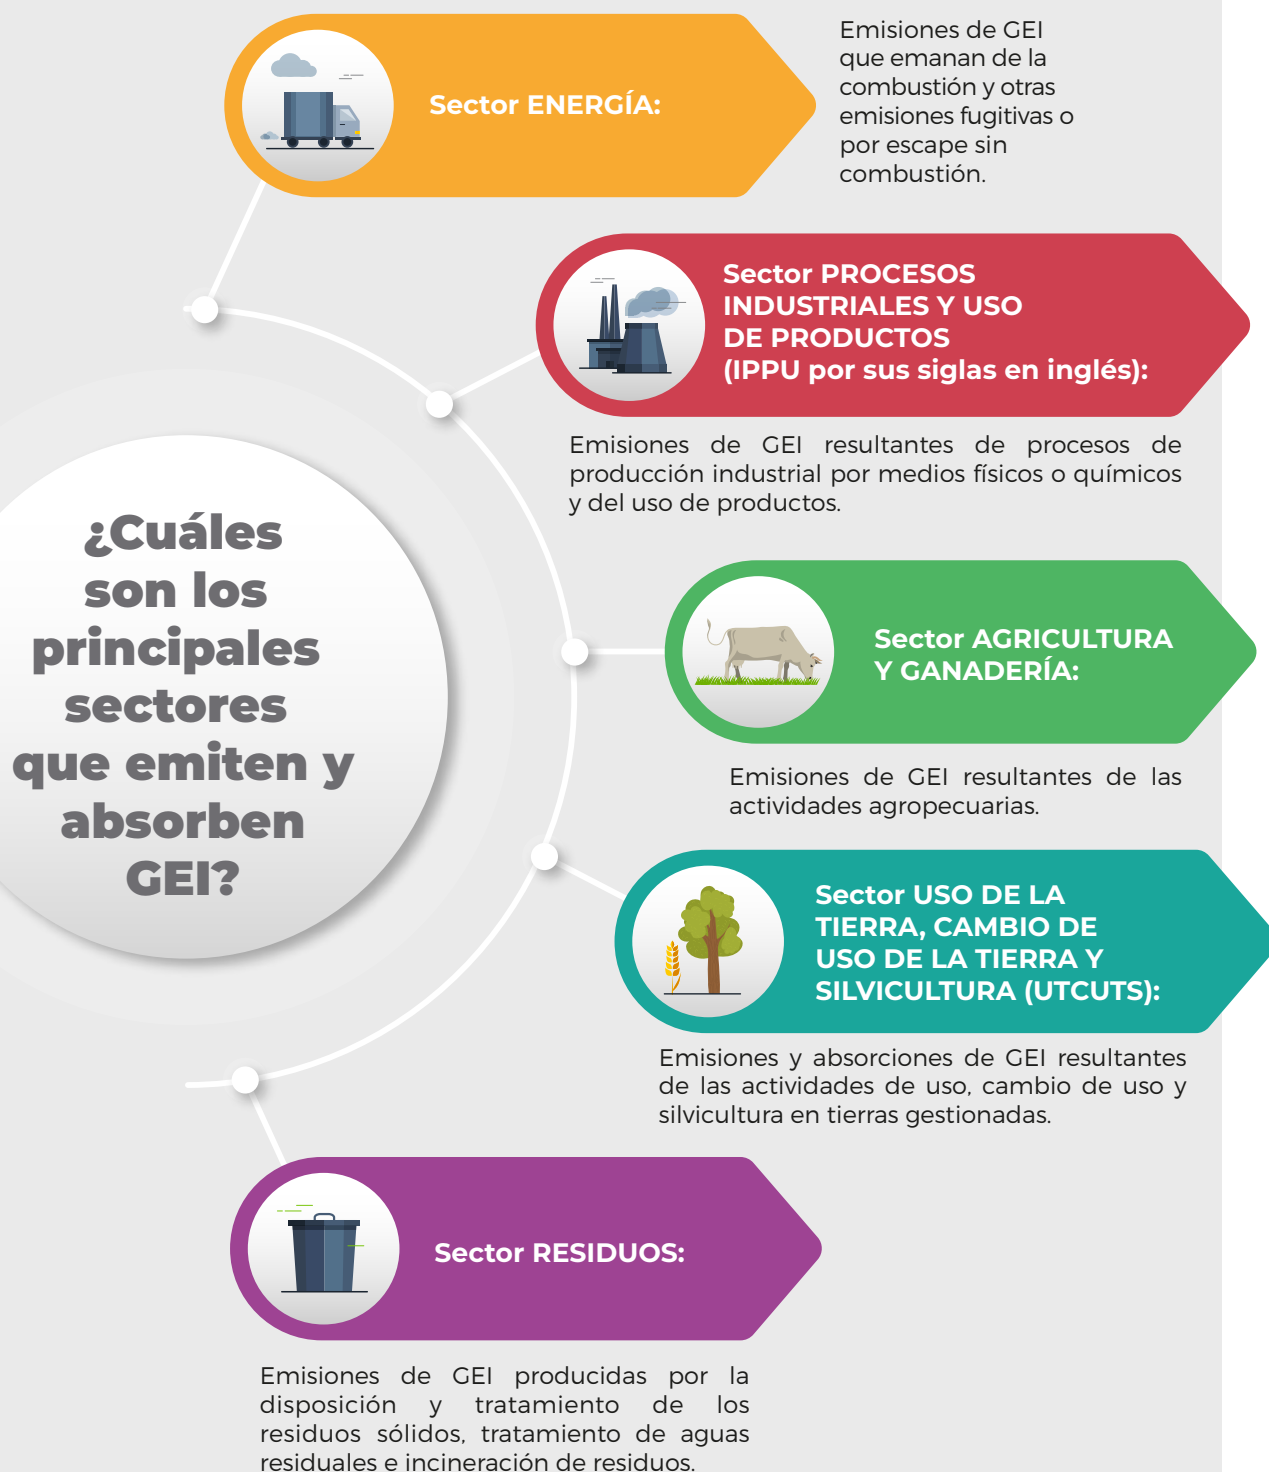 ¿Cuáles
son los
principales
sectores
que emiten y
absorben
GEI?
Sector ENERGÍA:
Emisiones de GEI
que emanan de la
combustión y otras
emisiones fugitivas o
por escape sin
combustión.
Sector PROCESOS
INDUSTRIALES Y USO
DE PRODUCTOS
(IPPU por sus siglas en inglés):
Emisiones de GEI resultantes de procesos de
producción industrial por medios físicos o químicos
y del uso de productos.
Sector AGRICULTURA
Y GANADERÍA:
Emisiones de GEI resultantes de las
actividades agropecuarias.
Sector USO DE LA
TIERRA, CAMBIO DE
USO DE LA TIERRA Y
SILVICULTURA (UTCUTS):
Emisiones y absorciones de GEI resultantes
de las actividades de uso, cambio de uso y
silvicultura en tierras gestionadas.
Sector RESIDUOS:
Emisiones de GEI producidas por la
disposición y tratamiento de los
residuos sólidos, tratamiento de aguas
residuales e incineración de residuos.